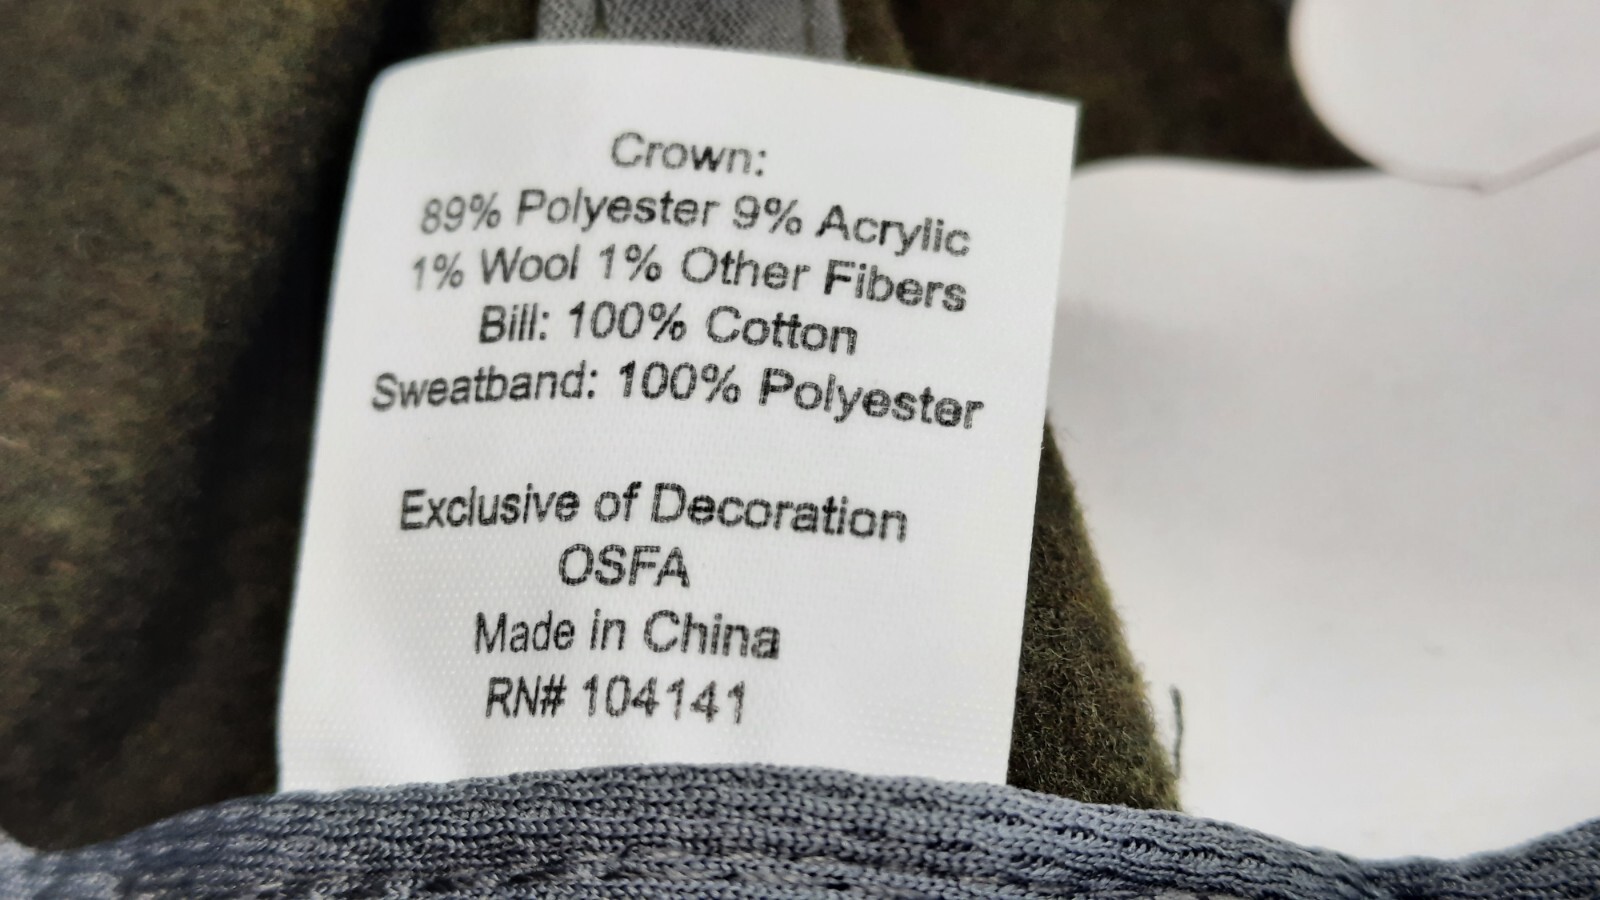 Crown:
89% Polyester 9% Acrylic
1% Wool 1% Other Fibers
Bill: 100% Cotton
Sweatband: 100% Polyester
Exclusive of Decoration
OSFA
Made in China
RN# 104141